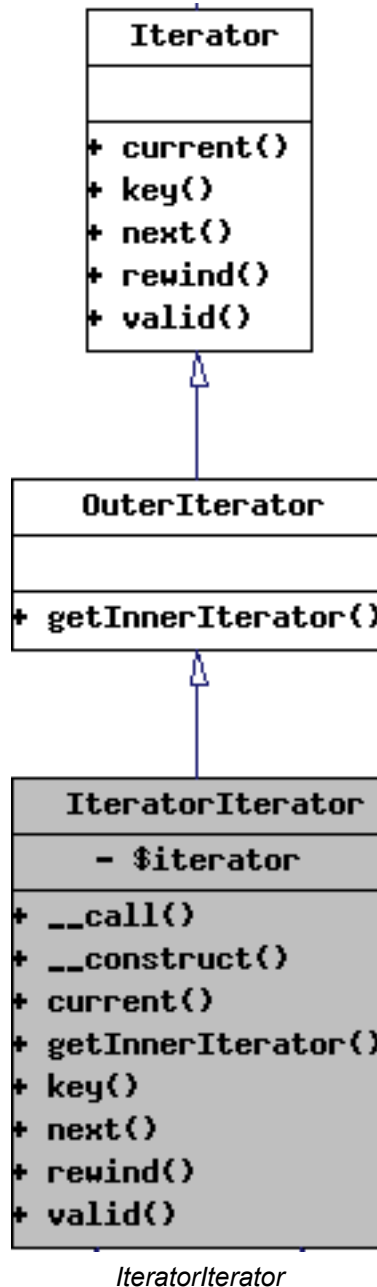 Iterator
+ current()
+ key()
+ next()
+ rewind()
+ valid()
OuterIterator
+ getInnerIterator()
IteratorIterator
- $iterator
+ __call()
+ __construct()
+ current()
+ getInnerIterator()
+ key()
+ next()
+ rewind()
+ valid()
IteratorIterator